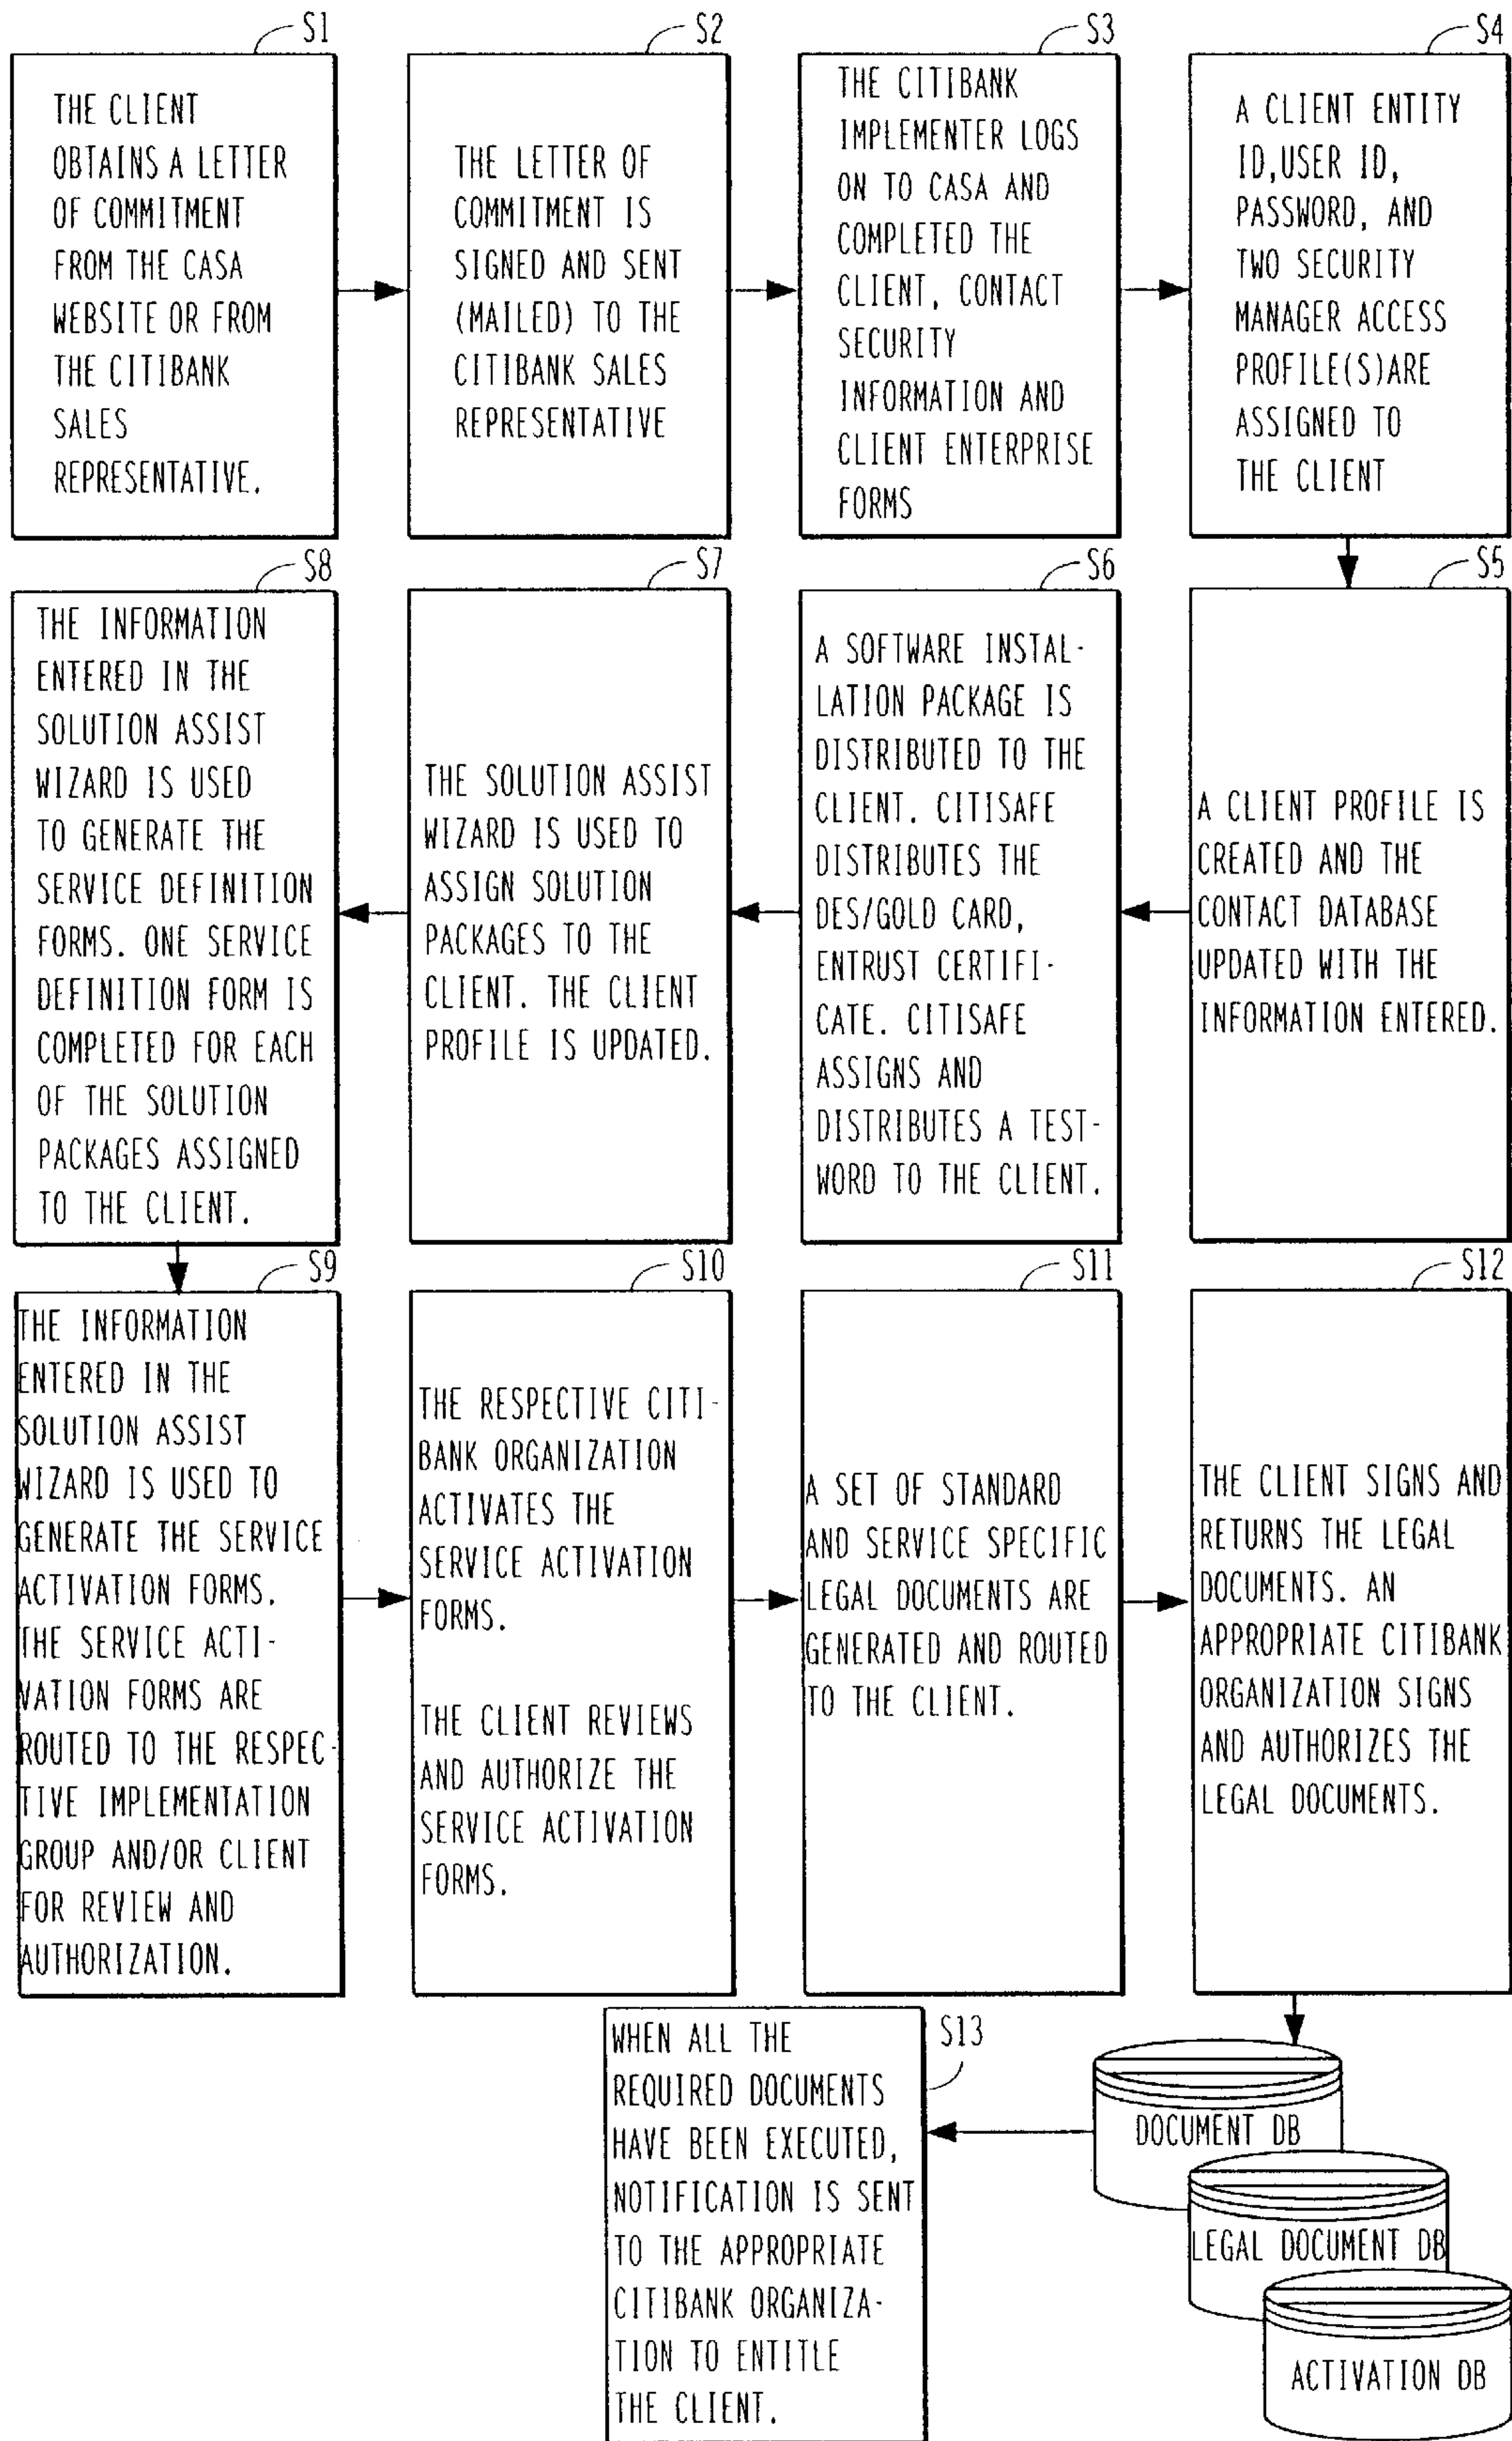 S1
THE CLIENT
OBTAINS A LETTER
OF COMMITMENT
FROM THE CASA
WEBSITE OR FROM
THE CITIBANK
SALES
REPRESENTATIVE.
S2
THE LETTER OF
COMMITMENT IS
SIGNED AND SENT
(MAILED) TO THE
CITIBANK SALES
REPRESENTATIVE
S3
THE CITIBANK
IMPLEMENTER LOGS
ON TO CASA AND
COMPLETED THE
CLIENT, CONTACT
SECURITY
INFORMATION AND
CLIENT ENTERPRISE
FORMS
S4
A CLIENT ENTITY
ID,USER ID,
PASSWORD, AND
TWO SECURITY
MANAGER ACCESS
PROFILE(S)ARE
ASSIGNED TO
THE CLIENT
S5
A CLIENT PROFILE IS
CREATED AND THE
CONTACT DATABASE
UPDATED WITH THE
INFORMATION ENTERED.
S6
A SOFTWARE INSTAL-
LATION PACKAGE IS
DISTRIBUTED TO THE
CLIENT. CITISAFE
DISTRIBUTES THE
DES/GOLD CARD,
ENTRUST CERTIFI-
CATE. CITISAFE
ASSIGNS AND
DISTRIBUTES A TEST-
WORD TO THE CLIENT.
S7
THE SOLUTION ASSIST
WIZARD IS USED TO
ASSIGN SOLUTION
PACKAGES TO THE
CLIENT. THE CLIENT
PROFILE IS UPDATED.
S8
THE INFORMATION
ENTERED IN THE
SOLUTION ASSIST
WIZARD IS USED
TO GENERATE THE
SERVICE DEFINITION
FORMS. ONE SERVICE
DEFINITION FORM IS
COMPLETED FOR EACH
OF THE SOLUTION
PACKAGES ASSIGNED
TO THE CLIENT.
S9
THE INFORMATION
ENTERED IN THE
SOLUTION ASSIST
WIZARD IS USED TO
GENERATE THE SERVICE
ACTIVATION FORMS.
THE SERVICE ACTI-
VATION FORMS ARE
ROUTED TO THE RESPEC-
TIVE IMPLEMENTATION
GROUP AND/OR CLIENT
FOR REVIEW AND
AUTHORIZATION.
S10
THE RESPECTIVE CITI-
BANK ORGANIZATION
ACTIVATES THE
SERVICE ACTIVATION
FORMS.
THE CLIENT REVIEWS
AND AUTHORIZE THE
SERVICE ACTIVATION
FORMS.
S11
A SET OF STANDARD
AND SERVICE SPECIFIC
LEGAL DOCUMENTS ARE
GENERATED AND ROUTED
TO THE CLIENT.
S12
THE CLIENT SIGNS AND
RETURNS THE LEGAL
DOCUMENTS. AN
APPROPRIATE CITIBANK
ORGANIZATION SIGNS
AND AUTHORIZES THE
LEGAL DOCUMENTS.
DOCUMENT DB
LEGAL DOCUMENT DB
ACTIVATION DB
S13
WHEN ALL THE
REQUIRED DOCUMENTS
HAVE BEEN EXECUTED,
NOTIFICATION IS SENT
TO THE APPROPRIATE
CITIBANK ORGANIZA-
TION TO ENTITLE
THE CLIENT.